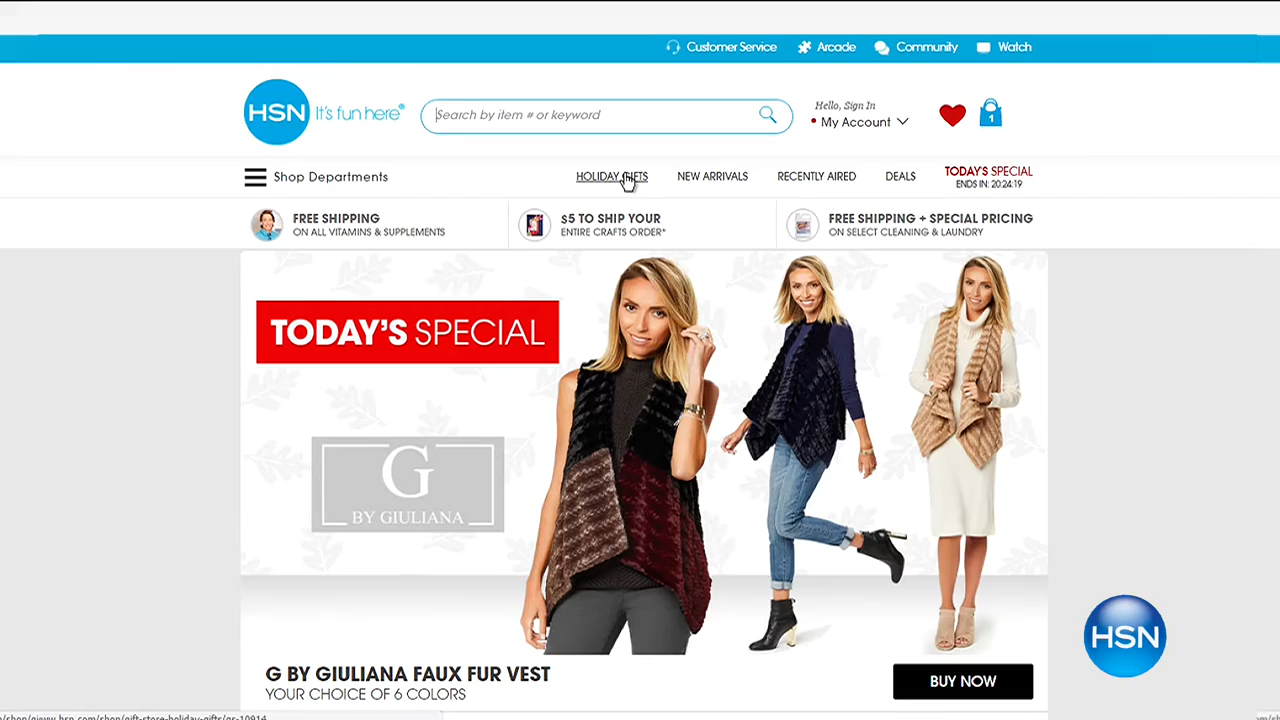 Customer Service Arcade Community Watch
HSN It's fun here®
Search by item # or keyword
Hello, Sign In
My Account
1
Shop Departments
HOLIDAY GIFTS NEW ARRIVALS RECENTLY AIRED DEALS
TODAY'S SPECIAL
ENDS IN: 20:24:19
FREE SHIPPING
ON ALL VITAMINS & SUPPLEMENTS
$5 TO SHIP YOUR
ENTIRE CRAFTS ORDER*
FREE SHIPPING + SPECIAL PRICING
ON SELECT CLEANING & LAUNDRY
TODAY'S SPECIAL
G
BY GIULIANA
HSN
G BY GIULIANA FAUX FUR VEST
YOUR CHOICE OF 6 COLORS
BUY NOW